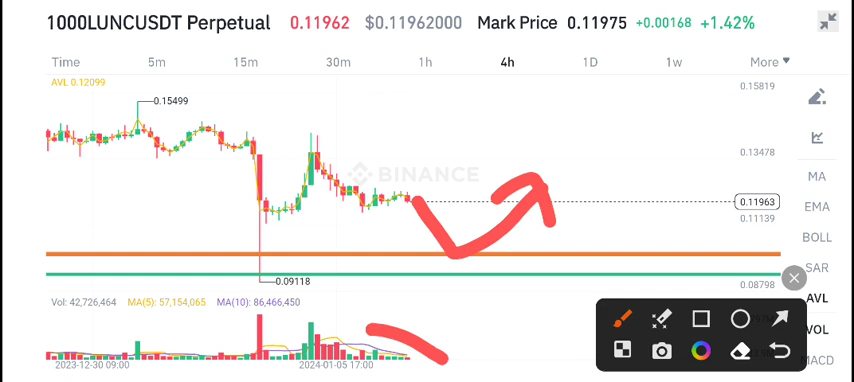 1000LUNCUSDT Perpetual 0.11962 $0.11962000 Mark Price 0.11975 +0.00168 +1.42%
Time 5m 15m 30m 1h 4h 1D 1w More
AVL 0.12099
0.15819
0.15499
0.13478
BINANCE
MA
0.11963
EMA
0.11139
BOLL
SAR
0.09118
0.08798
AVL
Vol: 42,726,464 MA(5): 57,154,065 MA(10): 86,466,450
VOL
MACD
2023-12-30 09:00 2024-01-05 17:00